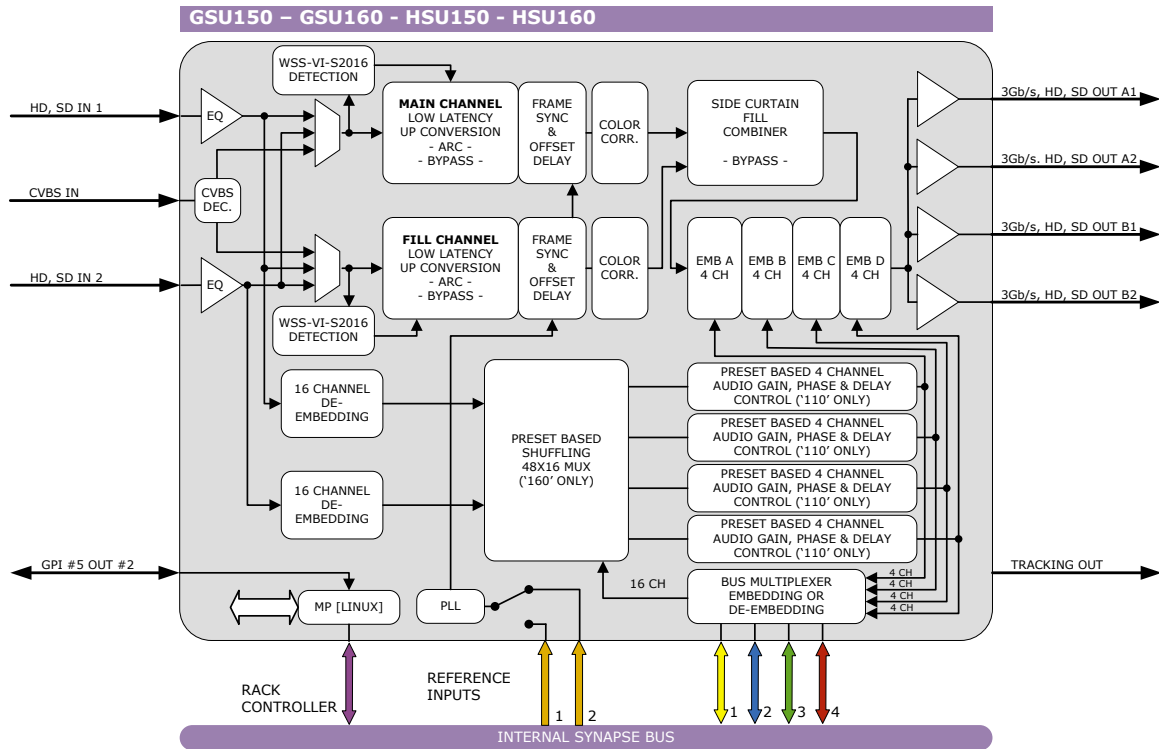 GSU150 – GSU160 - HSU150 - HSU160
HD, SD IN 1
CVBS IN
HD, SD IN 2
GPI #5 OUT #2
EQ
CVBS
DEC.
EQ
WSS-VI-S2016
DETECTION
MAIN CHANNEL
LOW LATENCY
UP CONVERSION
- ARC -
- BYPASS -
FRAME
SYNC
&
OFFSET
DELAY
COLOR
CORR.
SIDE CURTAIN
FILL
COMBINER
- BYPASS -
FILL CHANNEL
LOW LATENCY
UP CONVERSION
- ARC -
- BYPASS -
FRAME
SYNC
&
OFFSET
DELAY
COLOR
CORR.
WSS-VI-S2016
DETECTION
EMB A
4 CH
EMB B
4 CH
EMB C
4 CH
EMB D
4 CH
3Gb/s, HD, SD OUT A1
3Gb/s. HD, SD OUT A2
3Gb/s, HD, SD OUT B1
3Gb/s, HD, SD OUT B2
16 CHANNEL
DE-
EMBEDDING
16 CHANNEL
DE-
EMBEDDING
PRESET BASED
SHUFFLING
48X16 MUX
(‘160’ ONLY)
PRESET BASED 4 CHANNEL
AUDIO GAIN, PHASE & DELAY
CONTROL (‘110’ ONLY)
PRESET BASED 4 CHANNEL
AUDIO GAIN, PHASE & DELAY
CONTROL (‘110’ ONLY)
PRESET BASED 4 CHANNEL
AUDIO GAIN, PHASE & DELAY
CONTROL (‘110’ ONLY)
PRESET BASED 4 CHANNEL
AUDIO GAIN, PHASE & DELAY
CONTROL (‘110’ ONLY)
TRACKING OUT
16 CH
BUS MULTIPLEXER
EMBEDDING OR
DE-EMBEDDING
4 CH
4 CH
4 CH
4 CH
MP [LINUX]
PLL
RACK
CONTROLLER
REFERENCE
INPUTS
1
2
1
2
3
4
INTERNAL SYNAPSE BUS